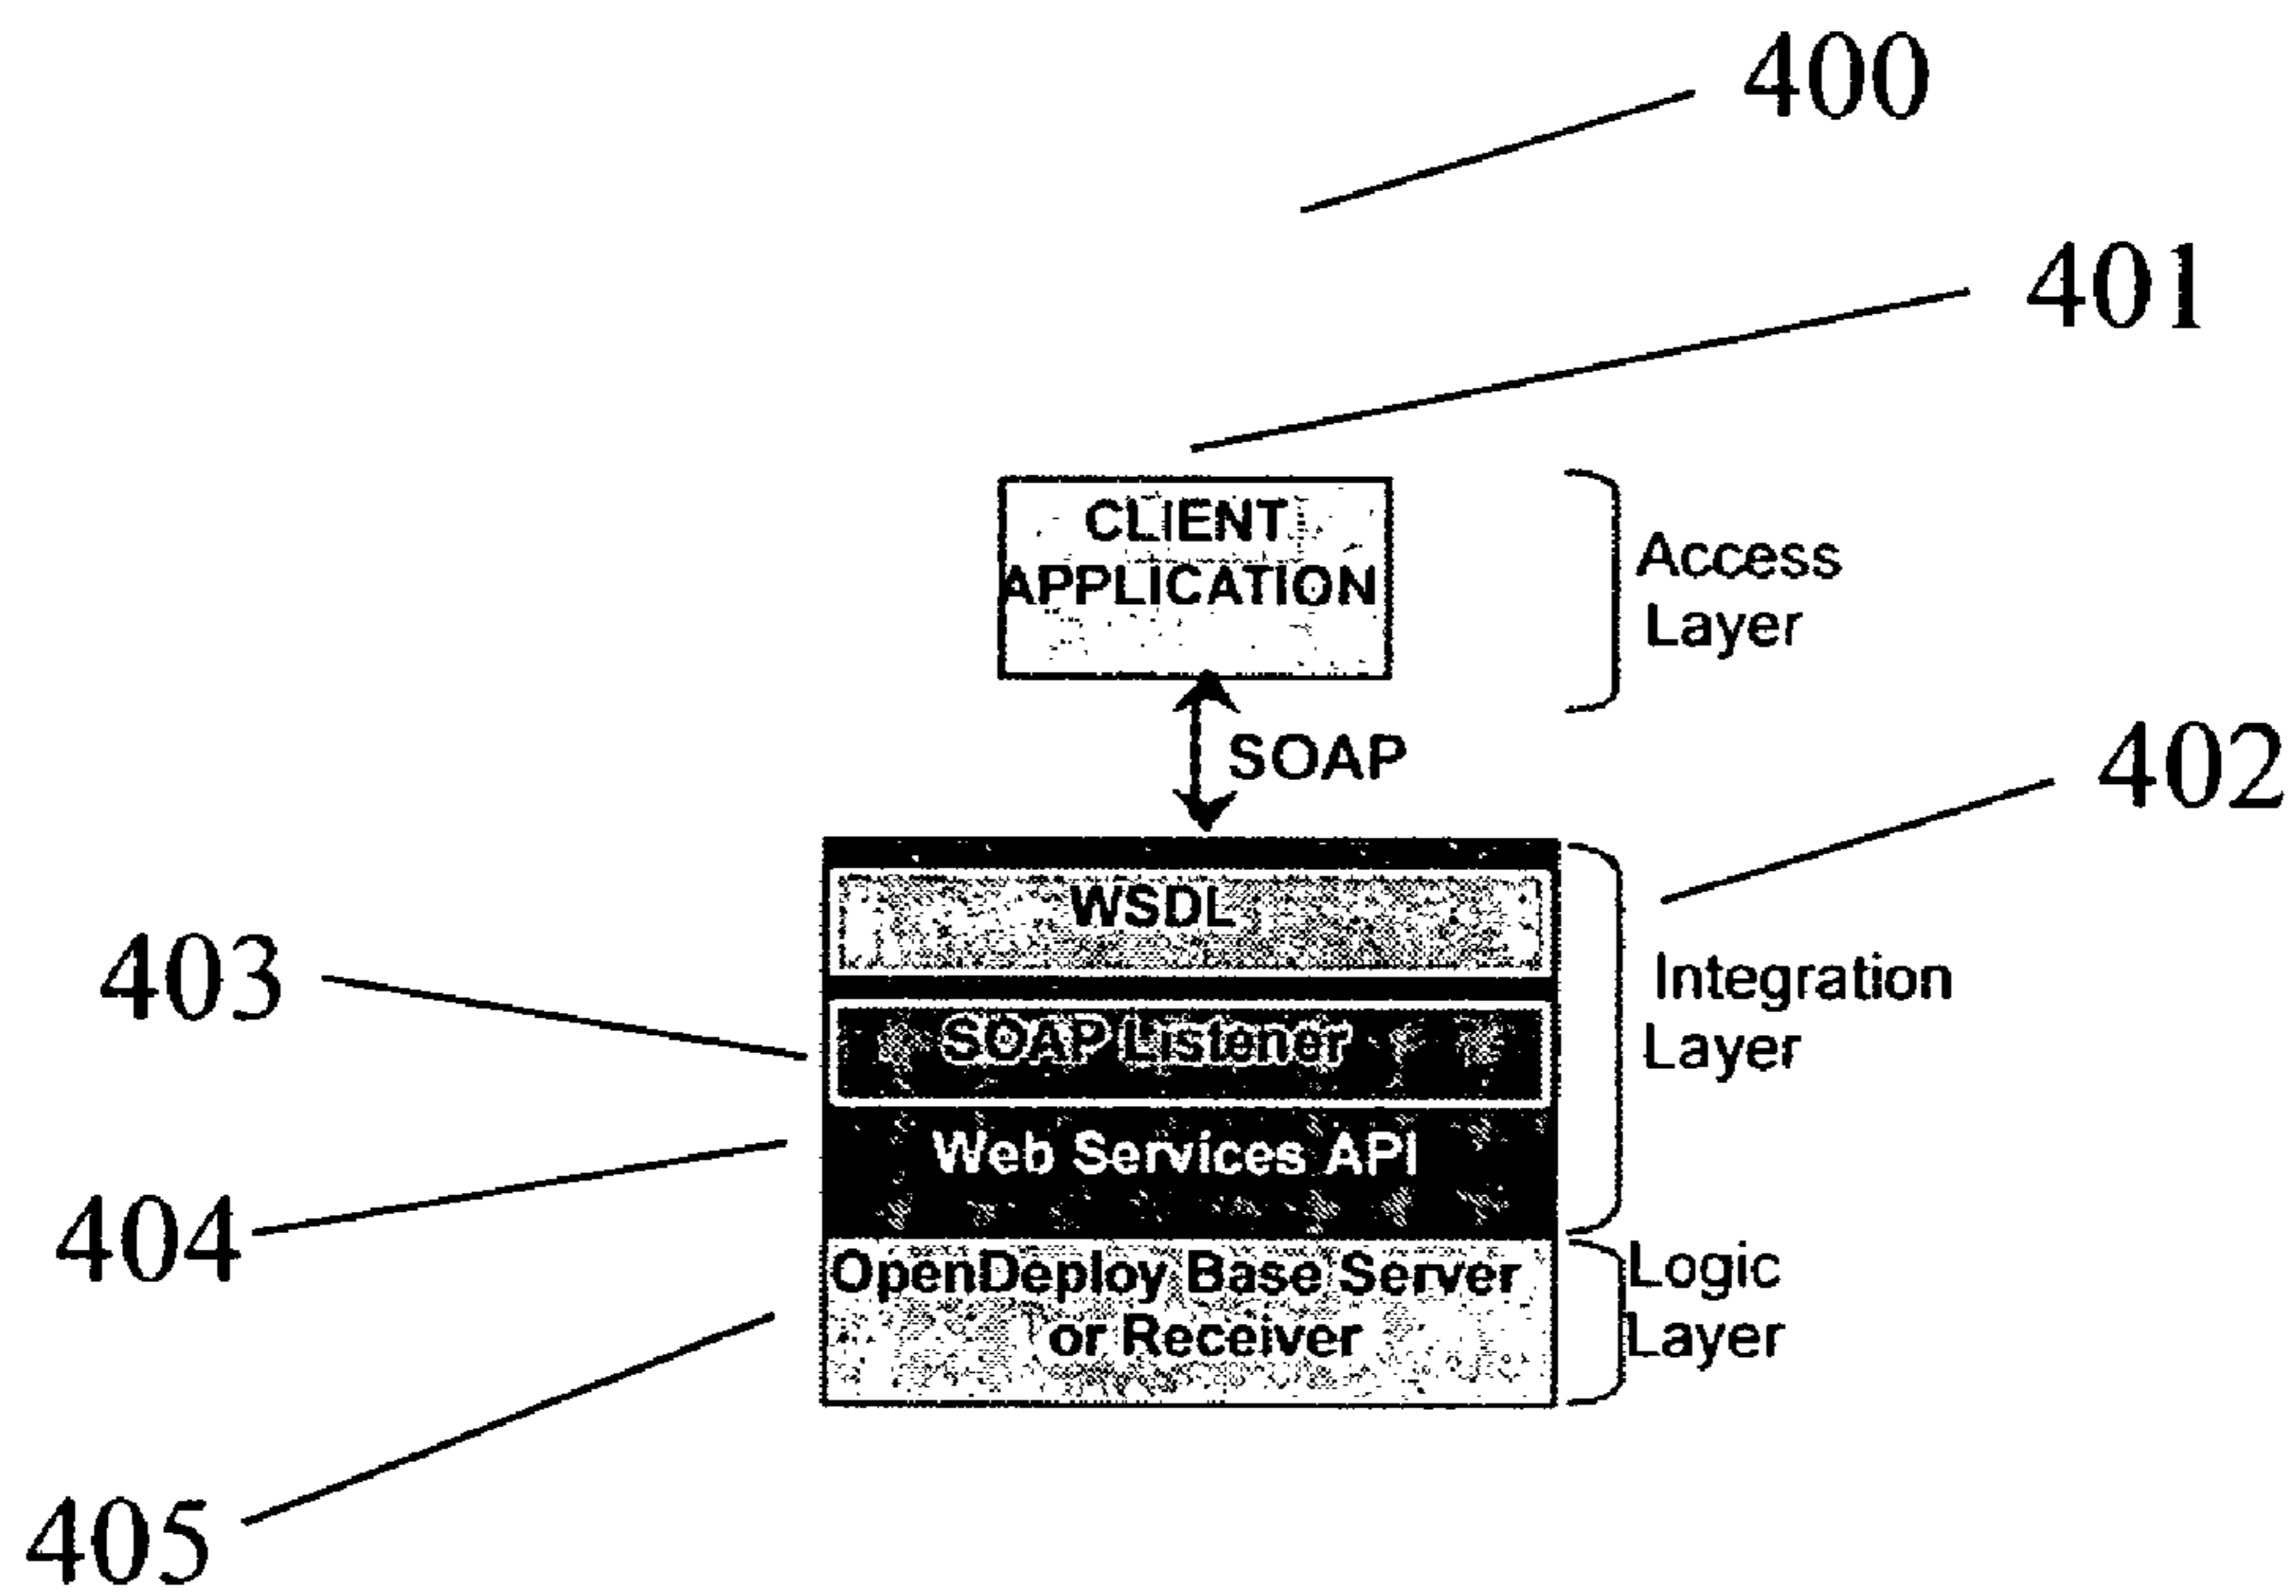 400
401
CLIENT
APPLICATION
Access
Layer
SOAP
402
WSDL
Integration
Layer
403
SOAP Listener
Web Services API
404
OpenDeploy Base Server
or Receiver
Logic
Layer
405